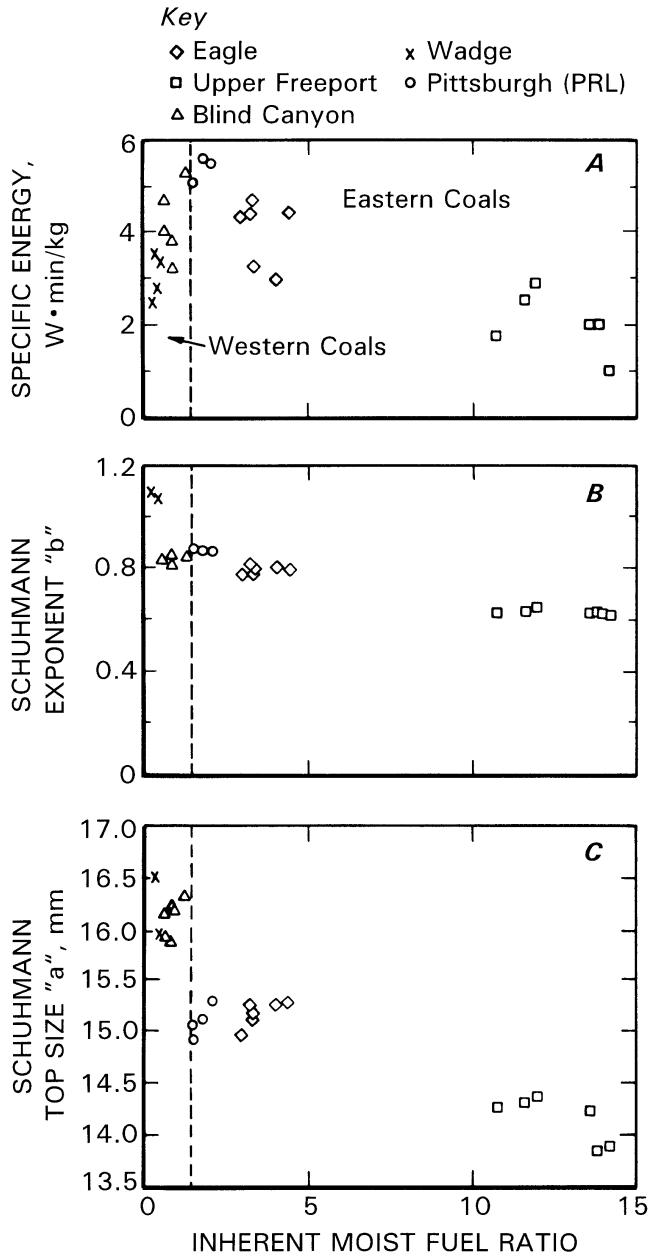 Key
Eagle
Wadge
Upper Freeport
Pittsburgh (PRL)
Blind Canyon
SPECIFIC ENERGY,
W•min/kg
6
4
2
0
A
Eastern Coals
Western Coals
SCHUHMANN
EXPONENT "b"
1.2
0.8
0.4
0
B
SCHUHMANN
TOP SIZE "a", mm
17.0
16.5
16.0
15.5
15.0
14.5
14.0
13.5
C
0 5 10 15
INHERENT MOIST FUEL RATIO